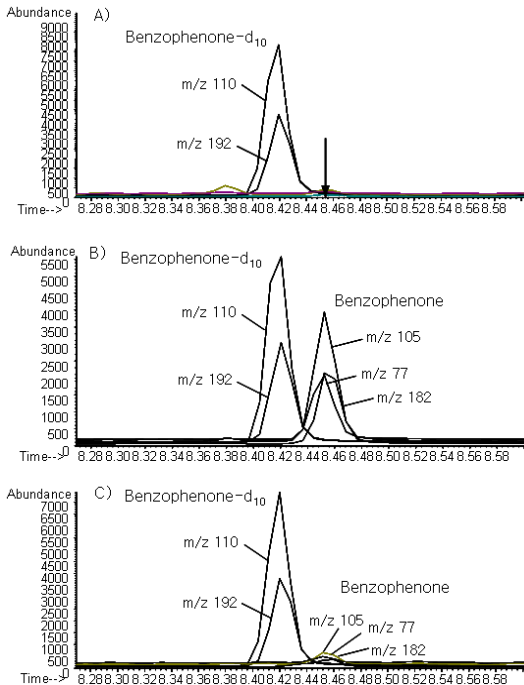 Abundance
A)
Benzophenone-d10
m/z 110
m/z 192
9000
8500
8000
7500
7000
6500
6000
5500
5000
4500
4000
3500
3000
2500
2000
1500
1000
500
0
Time-->
8.28 8.30 8.32 8.34 8.36 8.38 8.40 8.42 8.44 8.46 8.48 8.50 8.52 8.54 8.56 8.58
Abundance
B)
Benzophenone-d10
Benzophenone
m/z 110
m/z 105
m/z 77
m/z 192
m/z 182
5500
5000
4500
4000
3500
3000
2500
2000
1500
1000
500
0
Time-->
8.28 8.30 8.32 8.34 8.36 8.38 8.40 8.42 8.44 8.46 8.48 8.50 8.52 8.54 8.56 8.58
Abundance
C)
Benzophenone-d10
m/z 110
Benzophenone
m/z 192
m/z 105
m/z 77
m/z 182
7000
6500
6000
5500
5000
4500
4000
3500
3000
2500
2000
1500
1000
500
0
Time-->
8.28 8.30 8.32 8.34 8.36 8.38 8.40 8.42 8.44 8.46 8.48 8.50 8.52 8.54 8.56 8.58